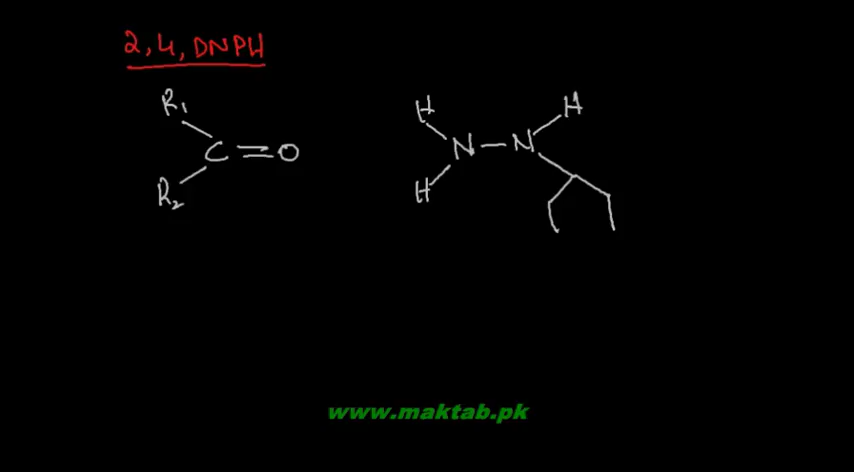 2,4, DNPH
R1
C=O
R2
H
H
N-N
H
www.maktab.pk